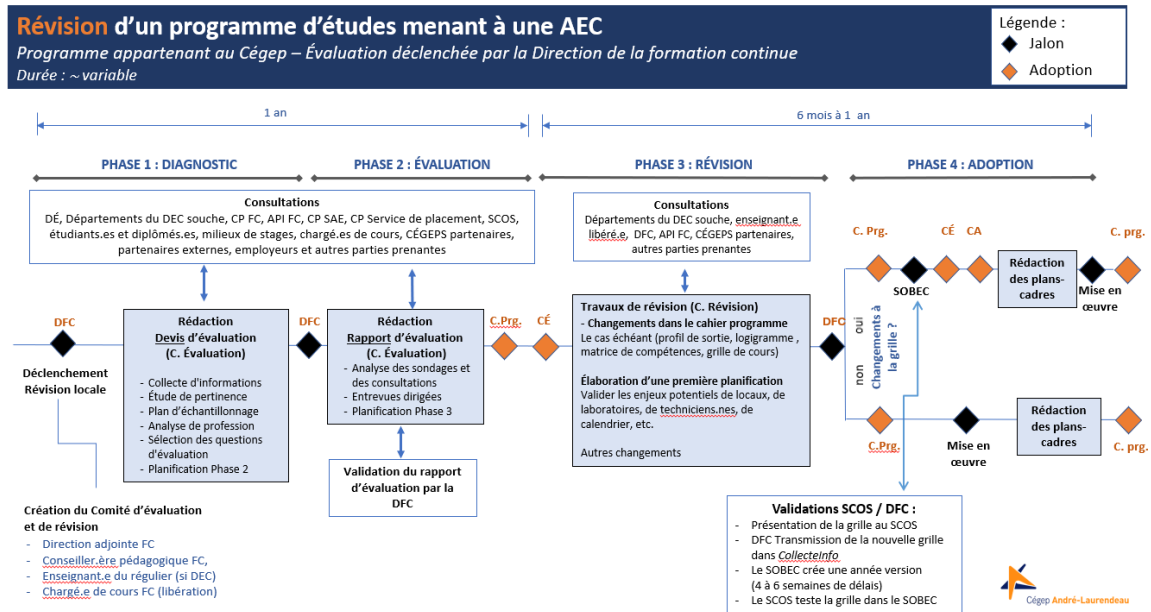 Révision d'un programme d'études menant à une AEC
Programme appartenant au Cégep – Évaluation déclenchée par la Direction de la formation continue
Durée : ~ variable
Légende :
Jalon
Adoption
1 an
6 mois à 1 an
PHASE 1 : DIAGNOSTIC
PHASE 2 : ÉVALUATION
PHASE 3 : RÉVISION
PHASE 4 : ADOPTION
Consultations
DÉ, Départements du DEC souche, CP FC, API FC, CP SAE, CP Service de placement, SCOS,
étudiants.es et diplômés.es, milieux de stages, chargé.es de cours, CÉGEPS partenaires,
partenaires externes, employeurs et autres parties prenantes
Consultations
Départements du DEC souche, enseignant.e
libéré.e, DFC, API FC, CÉGEPS partenaires,
autres parties prenantes
DFC
Déclenchement
Révision locale
Rédaction
Devis d'évaluation
(C. Évaluation)
- Collecte d'informations
- Étude de pertinence
- Plan d'échantillonnage
- Analyse de profession
- Sélection des questions
d'évaluation
- Planification Phase 2
DFC
Rédaction
Rapport d'évaluation
(C. Évaluation)
- Analyse des sondages et
des consultations
- Entrevues dirigées
- Planification Phase 3
Validation du rapport
d'évaluation par la
DFC
C.Prg.
CÉ
Travaux de révision (C. Révision)
- Changements dans le cahier programme
Le cas échéant (profil de sortie, logigramme ,
matrice de compétences, grille de cours)
Élaboration d'une première planification
Valider les enjeux potentiels de locaux, de
laboratoires, de techniciens.nes, de
calendrier, etc.
Autres changements
DFC
non oui
Changements à
la grille ?
C. Prg.
SOBEC
CÉ
CA
Rédaction
des plans-
cadres
Mise en
œuvre
C. prg.
C.Prg.
Mise en
œuvre
Rédaction
des plans-
cadres
C. prg.
Création du Comité d'évaluation
et de révision
- Direction adjointe FC
- Conseiller.ère pédagogique FC,
- Enseignant.e du régulier (si DEC)
- Chargé.e de cours FC (libération)
Validations SCOS / DFC :
- Présentation de la grille au SCOS
- DFC Transmission de la nouvelle grille
dans CollecteInfo
- Le SOBEC crée une année version
(4 à 6 semaines de délais)
- Le SCOS teste la grille dans le SOBEC
Cégep André-Laurendeau